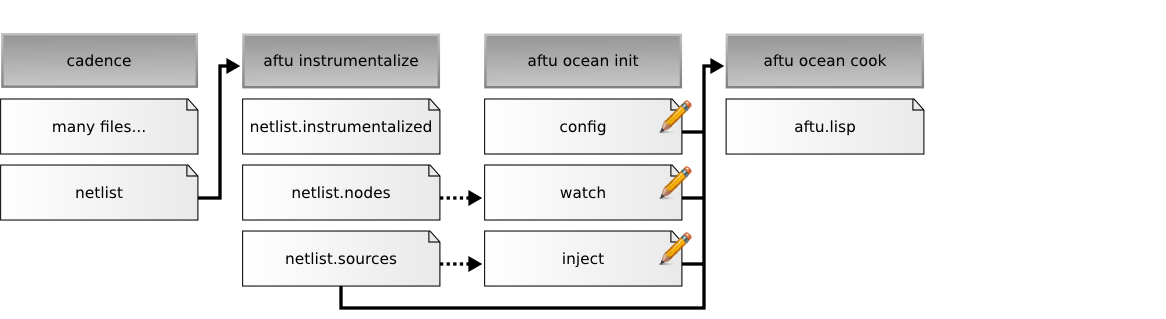 cadence
many files...
netlist
aftu instrumentalize
netlist.instrumentalized
netlist.nodes
netlist.sources
aftu ocean init
config
watch
inject
aftu ocean cook
aftu.lisp